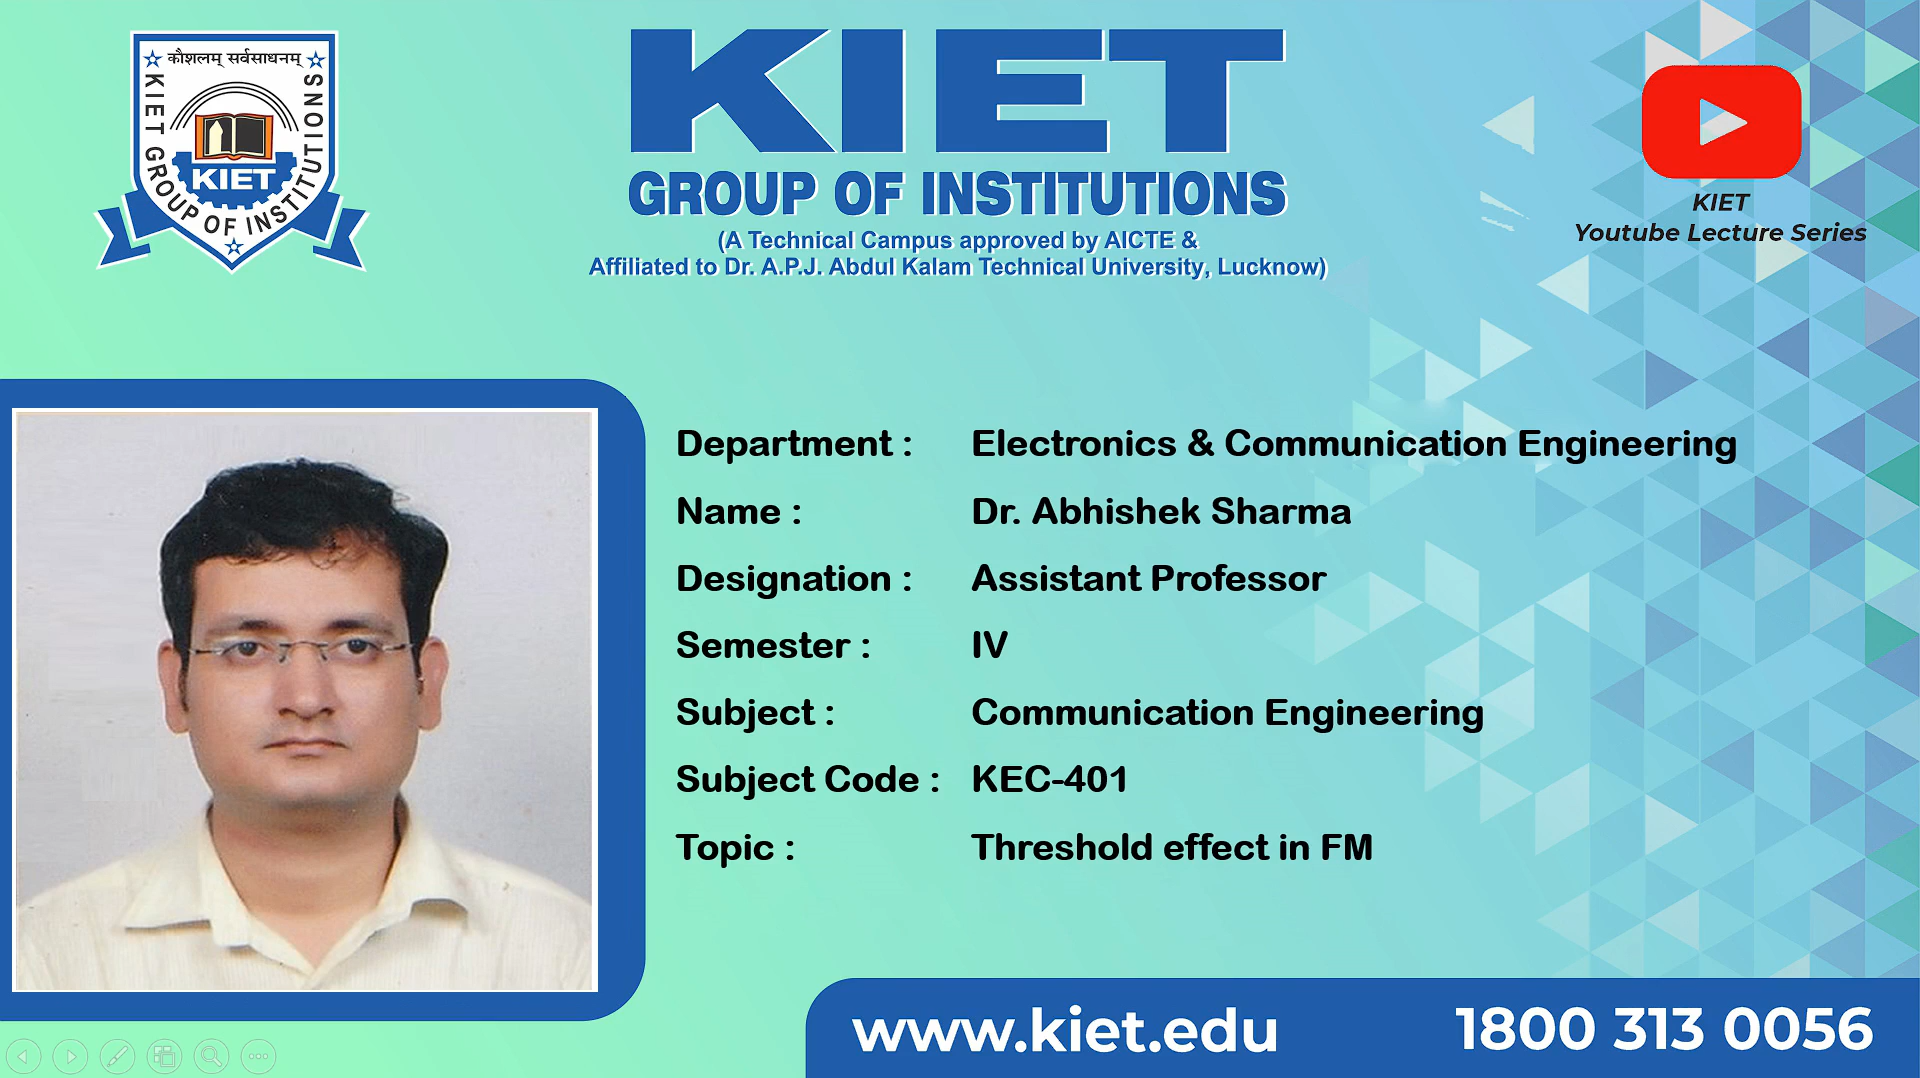 कौशलम् सर्वसाधनम्
KIET GROUP OF INSTITUTIONS
KIET
KIET
GROUP OF INSTITUTIONS
(A Technical Campus approved by AICTE &
Affiliated to Dr. A.P.J. Abdul Kalam Technical University, Lucknow)
KIET
Youtube Lecture Series
Department : Electronics & Communication Engineering
Name : Dr. Abhishek Sharma
Designation : Assistant Professor
Semester : IV
Subject : Communication Engineering
Subject Code : KEC-401
Topic : Threshold effect in FM
www.kiet.edu 1800 313 0056